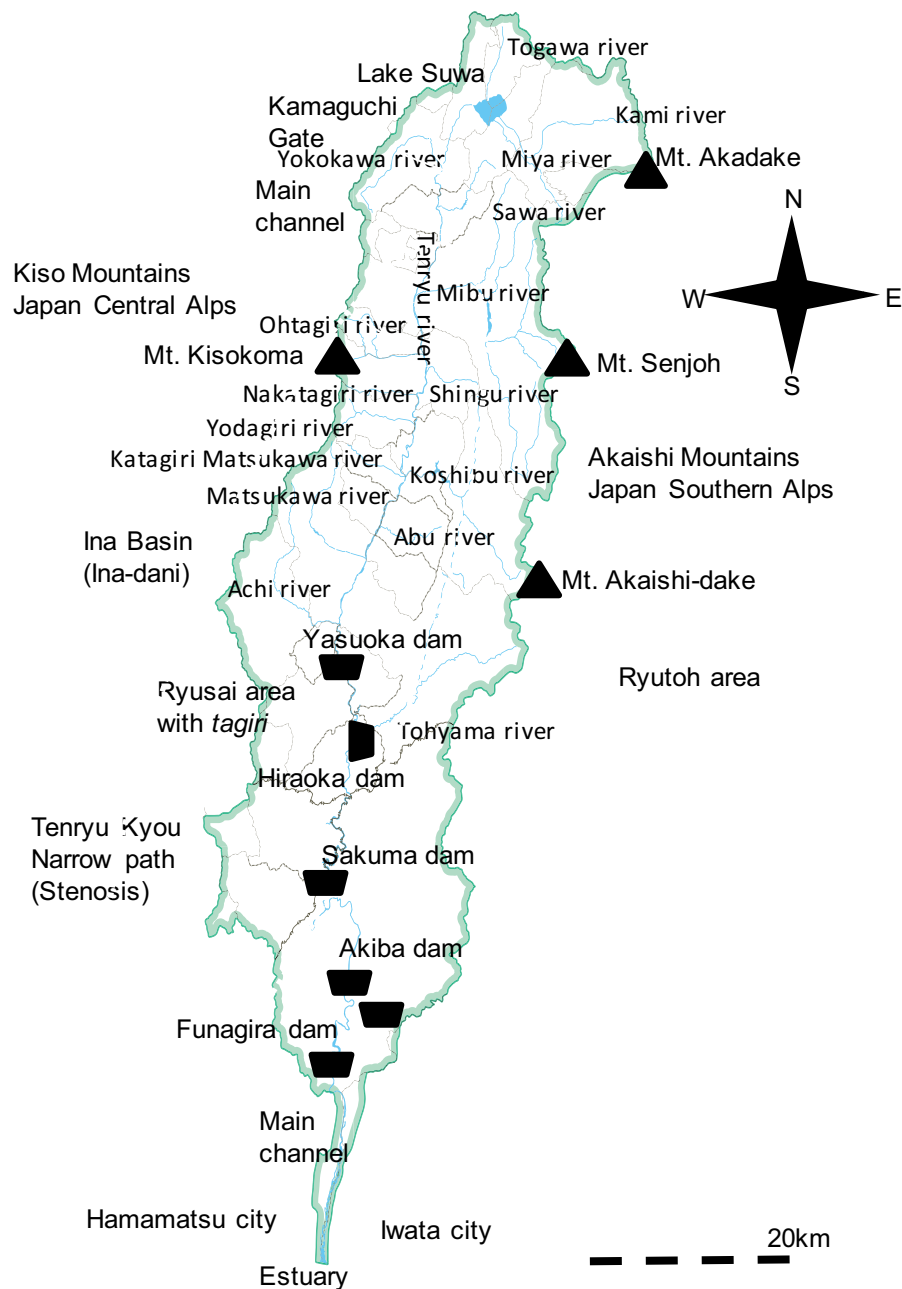 Togawa river
Lake Suwa
Kamaguchi
Gate
Kami river
Yokokawa river
Miya river
Mt. Akadake
Main
channel
Sawa river
N
Tenryu river
Kiso Mountains
Japan Central Alps
Mibu river
W
E
Ohtagiri river
Mt. Kisokoma
Mt. Senjoh
S
Nakatagiri river
Shingu river
Yodagiri river
Katagiri Matsukawa river
Akaishi Mountains
Japan Southern Alps
Koshibu river
Matsukawa river
Ina Basin
(Ina-dani)
Abu river
Achi river
Mt. Akaishi-dake
Yasuoka dam
Ryutoh area
Ryusai area
with tagiri
Tohyama river
Hiraoka dam
Tenryu Kyou
Narrow path
(Stenosis)
Sakuma dam
Akiba dam
Funagira dam
Main
channel
Hamamatsu city
Iwata city
20km
Estuary